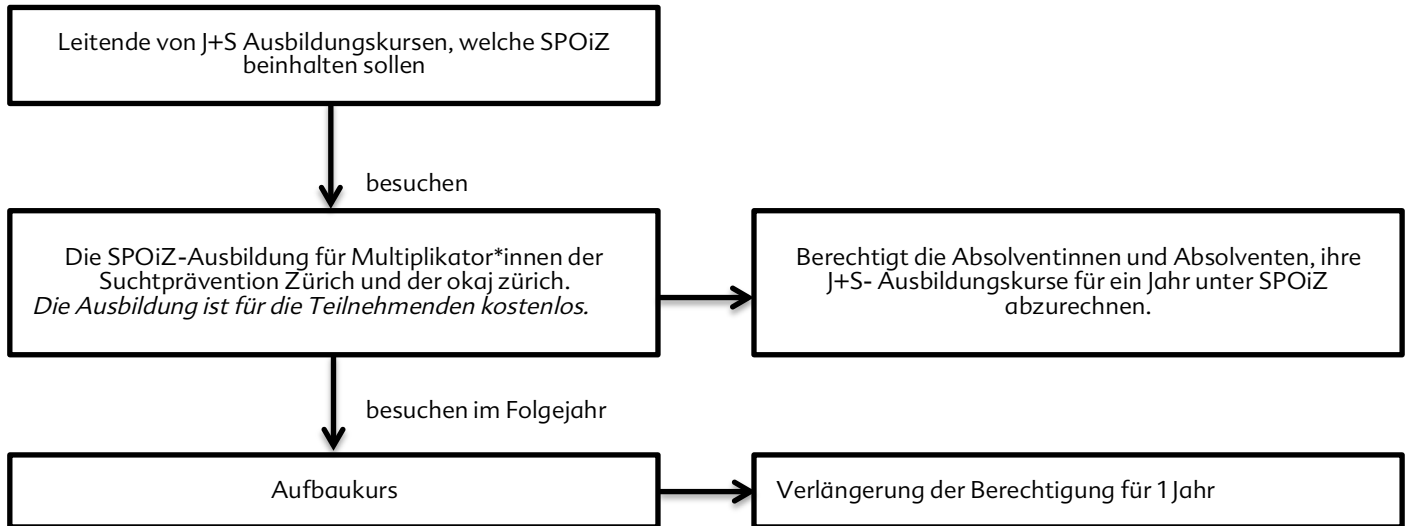 Leitende von J+S Ausbildungskursen, welche SPOiZ
beinhalten sollen
besuchen
Die SPOiZ-Ausbildung für Multiplikator*innen der
Suchtprävention Zürich und der okaj zürich.
Die Ausbildung ist für die Teilnehmenden kostenlos.
Berechtigt die Absolventinnen und Absolventen, ihre
J+S- Ausbildungskurse für ein Jahr unter SPOiZ
abzurechnen.
besuchen im Folgejahr
Aufbaukurs
Verlängerung der Berechtigung für 1 Jahr